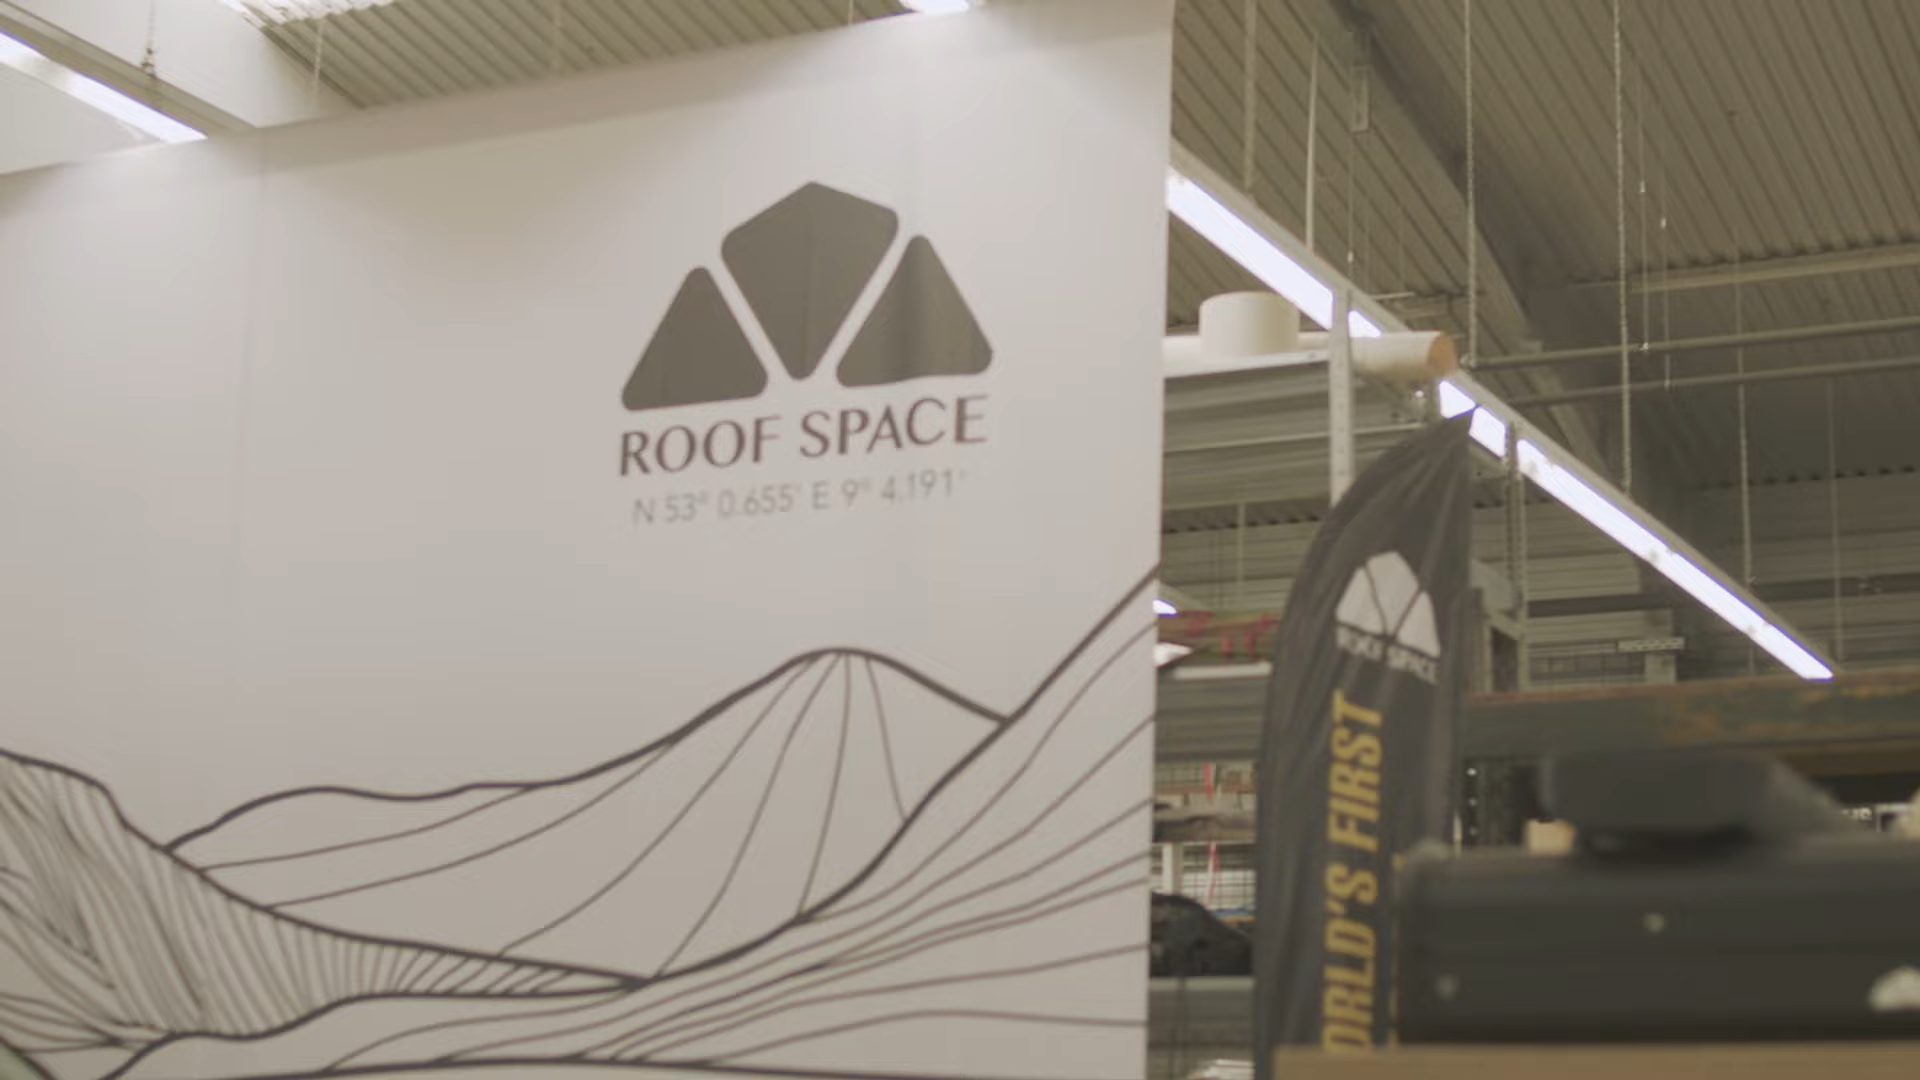 ROOF SPACE
N 53° 0.655' E 9° 4.191'
ROOF SPACE
ORLD'S FIRST